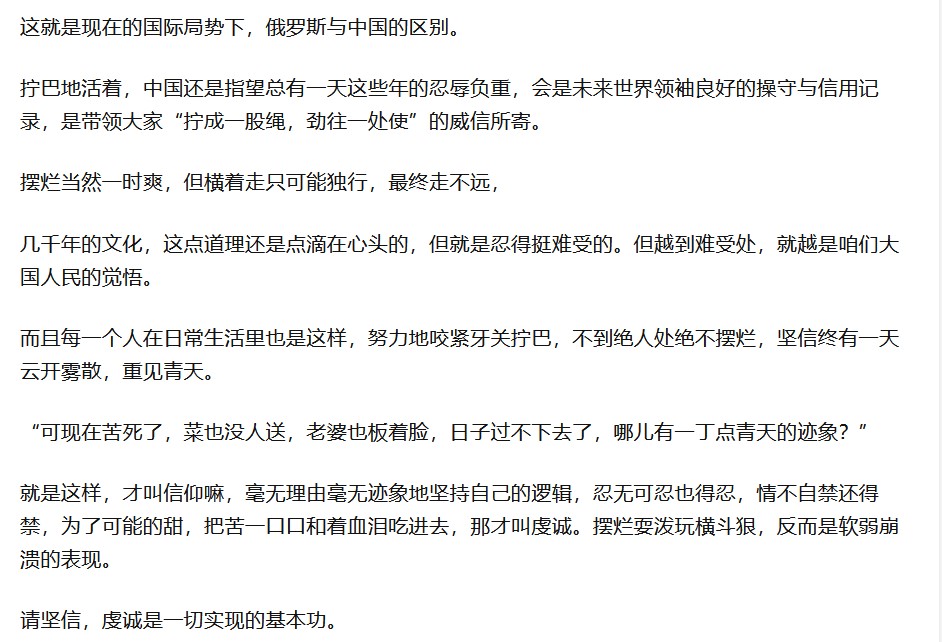 这就是现在的国际局势下，俄罗斯与中国的区别。
拧巴地活着，中国还是指望总有一天这些年的忍辱负重，会是未来世界领袖良好的操守与信用记
录，是带领大家“拧成一股绳，劲往一处使”的威信所寄。
摆烂当然一时爽，但横着走只可能独行，最终走不远，
几千年的文化，这点道理还是点滴在心头的，但就是忍得挺难受的。但越到难受处，就越是咱们大
国人民的觉悟。
而且每一个人在日常生活里也是这样，努力地咬紧牙关拧巴，不到绝人处绝不摆烂，坚信终有一天
云开雾散，重见青天。
“可现在苦死了，菜也没人送，老婆也板着脸，日子过不下去了，哪儿有一丁点青天的迹象？”
就是这样，才叫信仰嘛，毫无理由毫无迹象地坚持自己的逻辑，忍无可忍也得忍，情不自禁还得
禁，为了可能的甜，把苦一口口和着血泪吃进去，那才叫虔诚。摆烂耍泼玩横斗狠，反而是软弱崩
溃的表现。
请坚信，虔诚是一切实现的基本功。